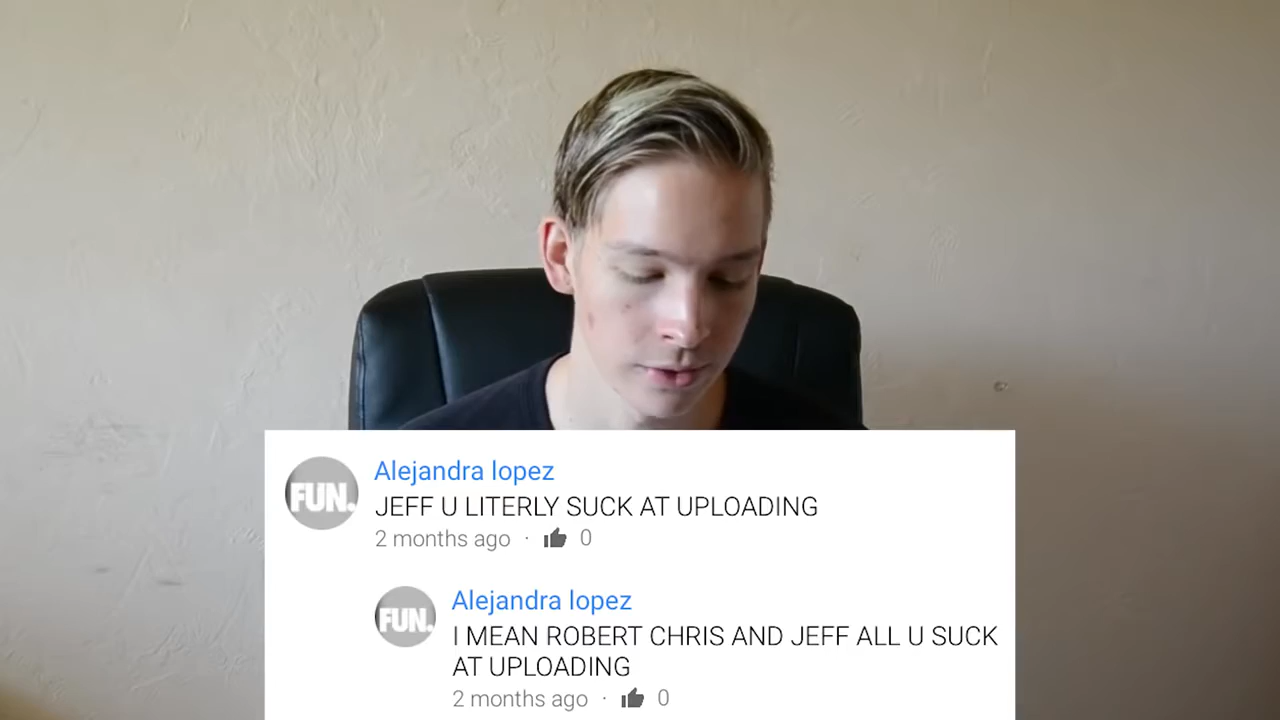 FUN.
Alejandra lopez
JEFF U LITERLY SUCK AT UPLOADING
2 months ago · 0
FUN.
Alejandra lopez
I MEAN ROBERT CHRIS AND JEFF ALL U SUCK
AT UPLOADING
2 months ago · 0